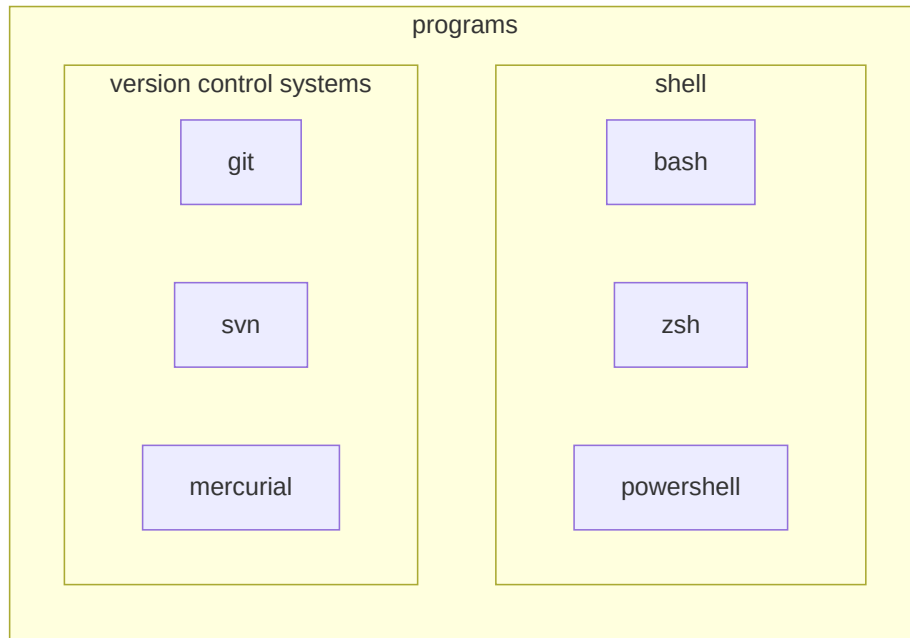 programs
version control systems
git
svn
mercurial
shell
bash
zsh
powershell